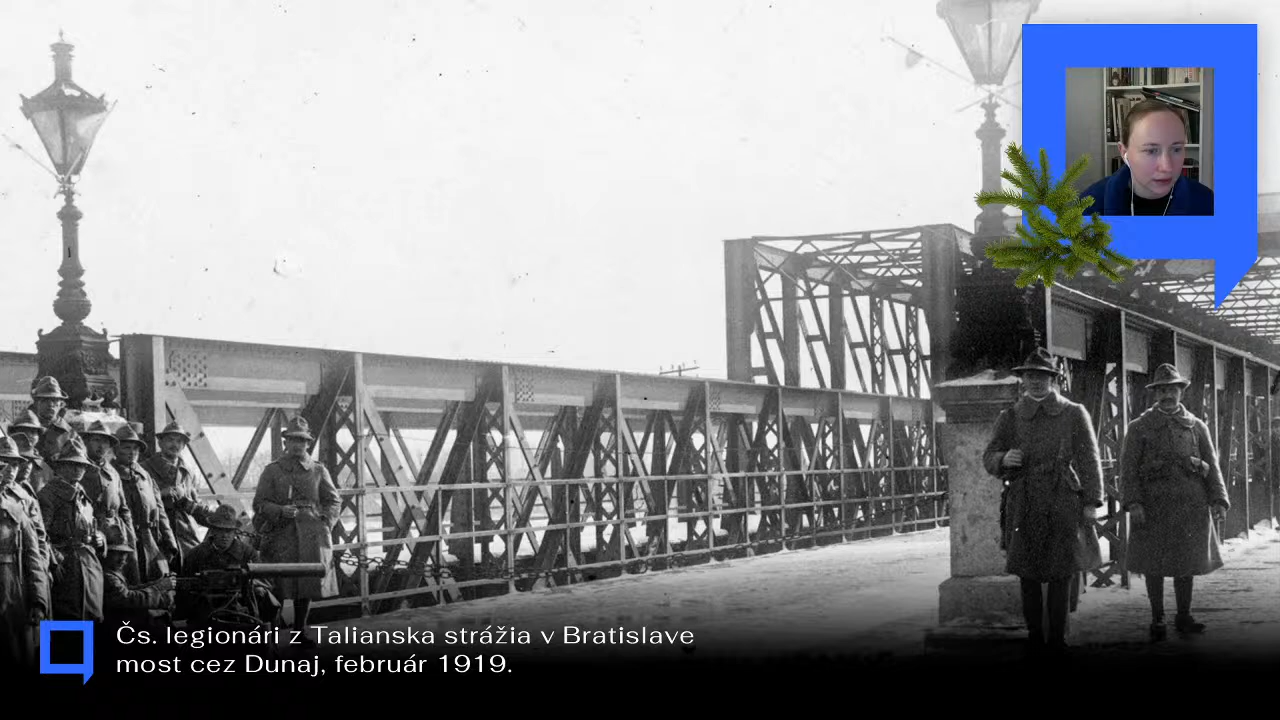 Čs. legionári z Talianska strážia v Bratislave
most cez Dunaj, február 1919.